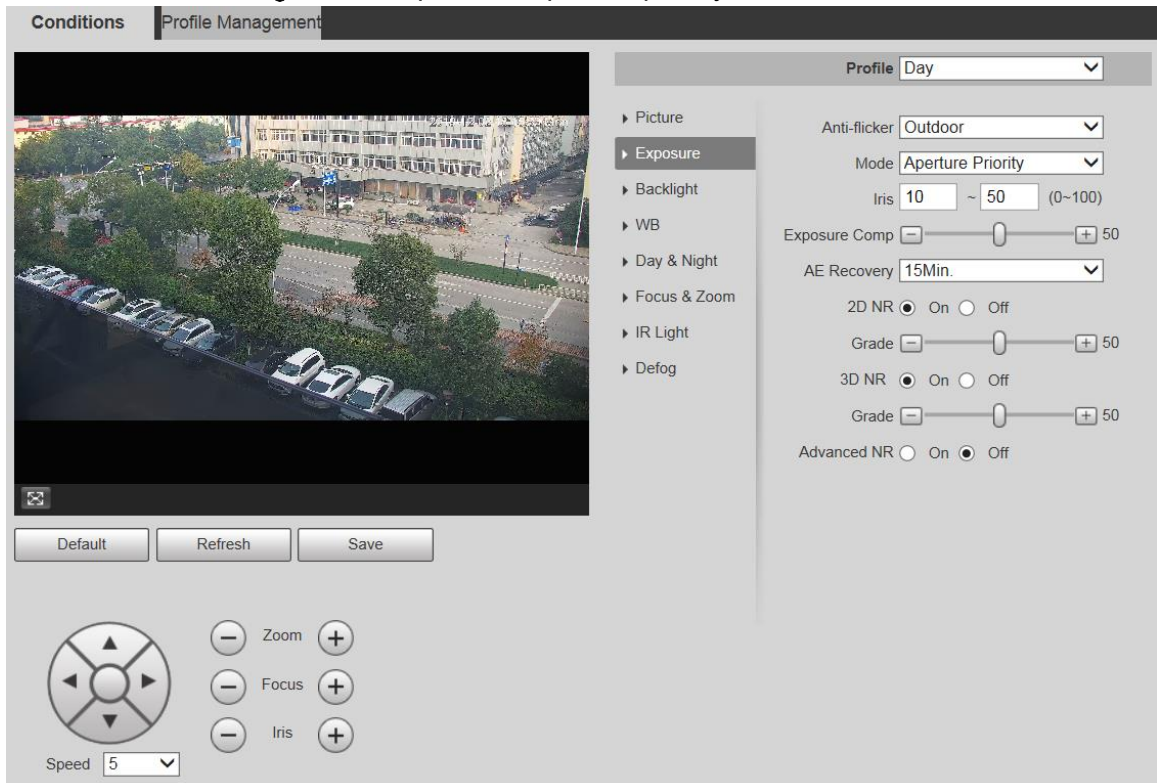 Conditions
Profile Management
Profile Day
Picture
Exposure
Backlight
WB
Day & Night
Focus & Zoom
IR Light
Defog
Anti-flicker Outdoor
Mode Aperture Priority
Iris 10 ~ 50 (0~100)
Exposure Comp 50
AE Recovery 15Min.
2D NR On Off
Grade 50
3D NR On Off
Grade 50
Advanced NR On Off
Default Refresh Save
Zoom
Focus
Iris
Speed 5